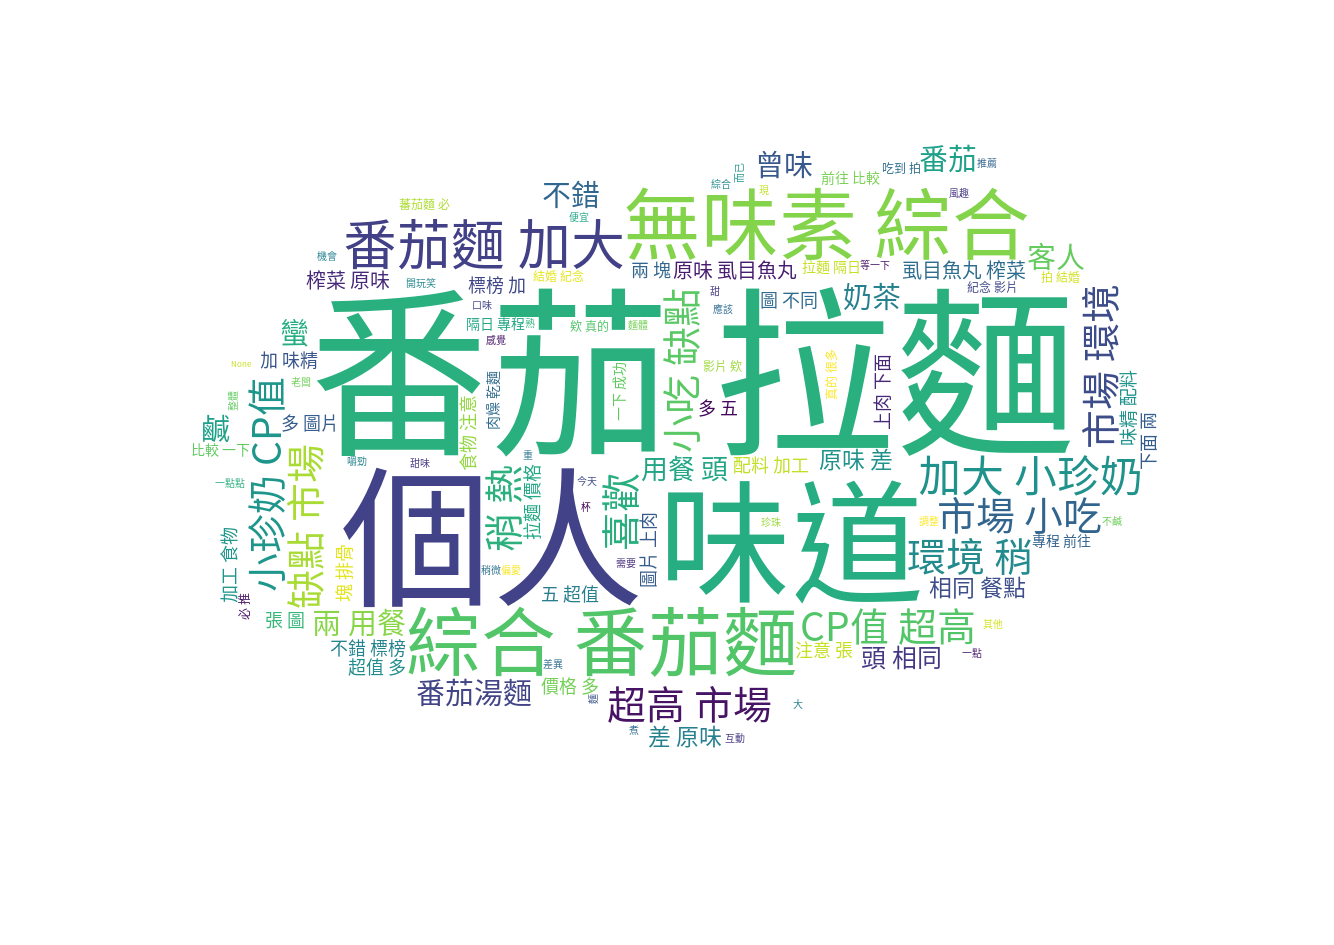 番茄 拉麵
個人 味道
無味素 綜合
綜合 番茄麵
番茄麵 加大
CP值 超高
超高 市場
加大 小珍奶
市場 小吃
環境 稍
市場 環境
小吃 缺點
缺點 市場
小珍奶 CP值
稍 熱
喜歡
用餐 頭
兩 用餐
頭 相同
相同 餐點
番茄湯麵
差 原味
原味 差
奶茶
客人
番茄
曾味
不錯
蠻
鹹
推薦
吃到 拍
前往 比較
綜合
現
風趣
便宜
蕃茄麵 必
機會
榨菜 原味
開玩笑
標榜 加
結婚 紀念
兩 塊
原味 虱目魚丸
拉麵 隔日
等一下
虱目魚丸 榨菜
紀念 影片
拍 結婚
口味
甜
應該
圖 不同
隔日 專程
熟
感覺
欸 真的
麵體
影片 欸
真的 很多
上肉 下面
多 五
一下 成功
肉燥 乾麵
食物 注意
加 味精
None
老闆
整體
多 圖片
比較 一下
嚼勁
甜味
一點點
重
拉麵 價格
今天
杯
配料 加工
味精 配料
下面 兩
珍珠
調整
不鹹
專程 前往
圖片 上肉
需要
稍微
偏愛
五 超值
塊 排骨
加工 食物
必 推
張 圖
不錯 標榜
超值 多
差異
價格 多
麵
注意 張
其他
一點
大
煮
互動